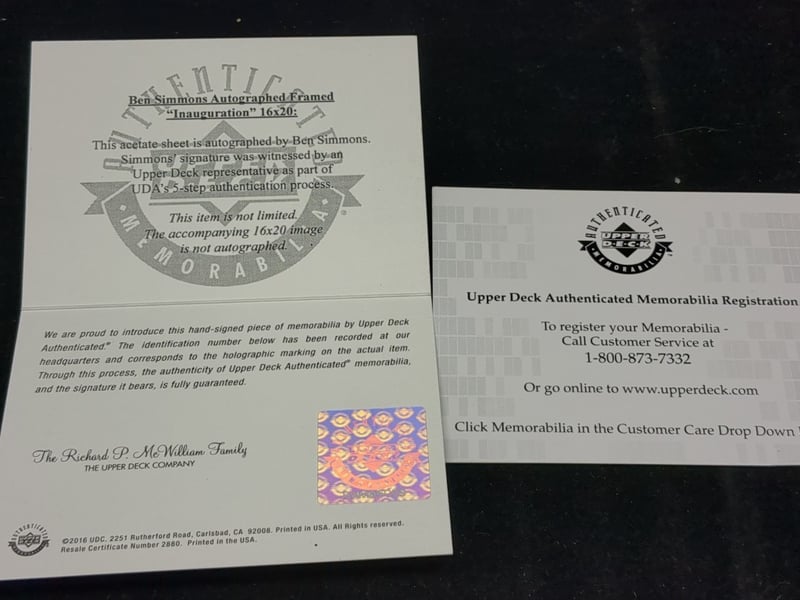 AUTHENTICATED
UPPER DECK
MEMORABILIA
Ben Simmons Autographed Framed
"Inauguration" 16x20:
This acetate sheet is autographed by Ben Simmons.
Simmons' signature was witnessed by an
Upper Deck representative as part of
UDA's 5-step authentication process.
This item is not limited.
The accompanying 16x20 image
is not autographed.
We are proud to introduce this hand-signed piece of memorabilia by Upper Deck
Authenticated.® The identification number below has been recorded at our
headquarters and corresponds to the holographic marking on the actual item.
Through this process, the authenticity of Upper Deck Authenticated® memorabilia,
and the signature it bears, is fully guaranteed.
The Richard P. McWilliam Family
THE UPPER DECK COMPANY
©2016 UDC. 2251 Rutherford Road, Carlsbad, CA 92008. Printed in USA. All Rights reserved.
Resale Certificate Number 2880. Printed in the USA.
AUTHENTICATED
UPPER
DECK
MEMORABILIA
Upper Deck Authenticated Memorabilia Registration
To register your Memorabilia -
Call Customer Service at
1-800-873-7332
Or go online to www.upperdeck.com
Click Memorabilia in the Customer Care Drop Down